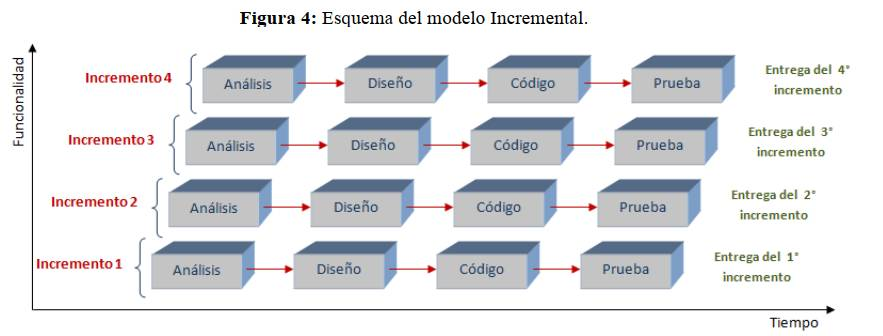 Figura 4: Esquema del modelo Incremental.
Funcionalidad
Incremento 4
Análisis
Diseño
Código
Prueba
Entrega del 4°
incremento
Incremento 3
Análisis
Diseño
Código
Prueba
Entrega del 3°
incremento
Incremento 2
Análisis
Diseño
Código
Prueba
Entrega del 2°
incremento
Incremento 1
Análisis
Diseño
Código
Prueba
Entrega del 1°
incremento
Tiempo